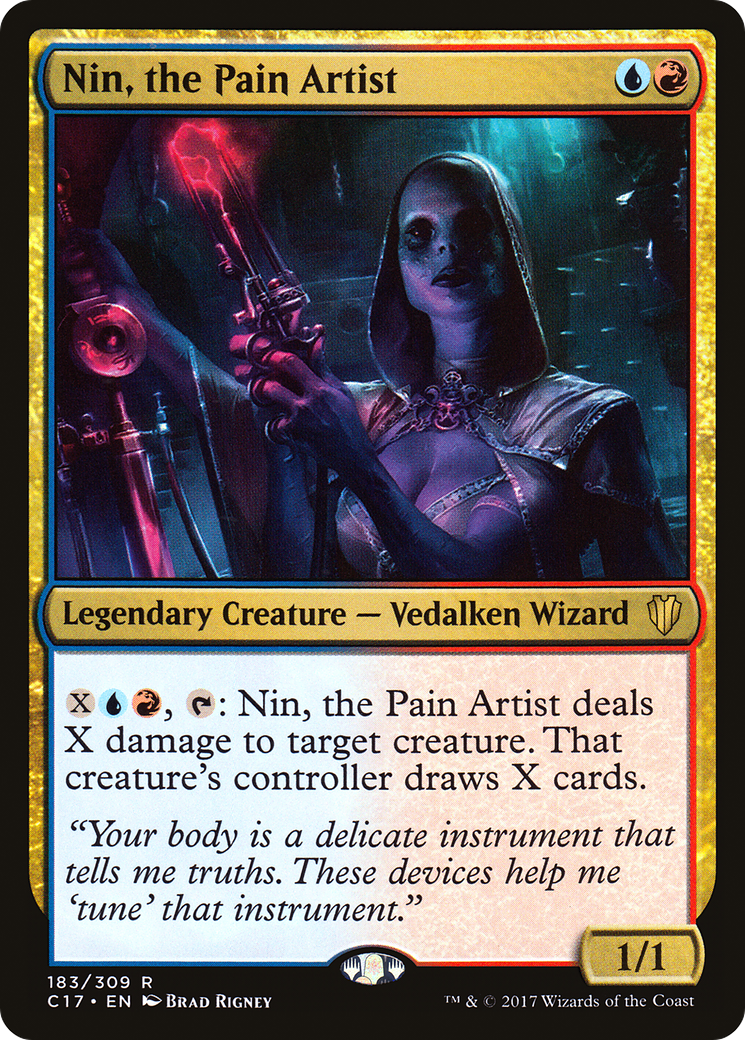 Nin, the Pain Artist
Legendary Creature — Vedalken Wizard
X, : Nin, the Pain Artist deals
X damage to target creature. That
creature’s controller draws X cards.
“Your body is a delicate instrument that
tells me truths. These devices help me
‘tune’ that instrument.”
1/1
183/309 R
C17 • EN Brad Rigney
™ & © 2017 Wizards of the Coast